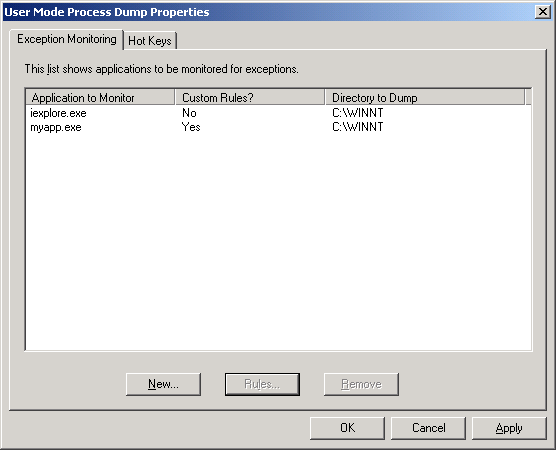 User Mode Process Dump Properties
Exception Monitoring Hot Keys
This list shows applications to be monitored for exceptions.
Application to Monitor Custom Rules? Directory to Dump
iexplore.exe No C:\WINNT
myapp.exe Yes C:\WINNT
New... Rules... Remove
OK Cancel Apply